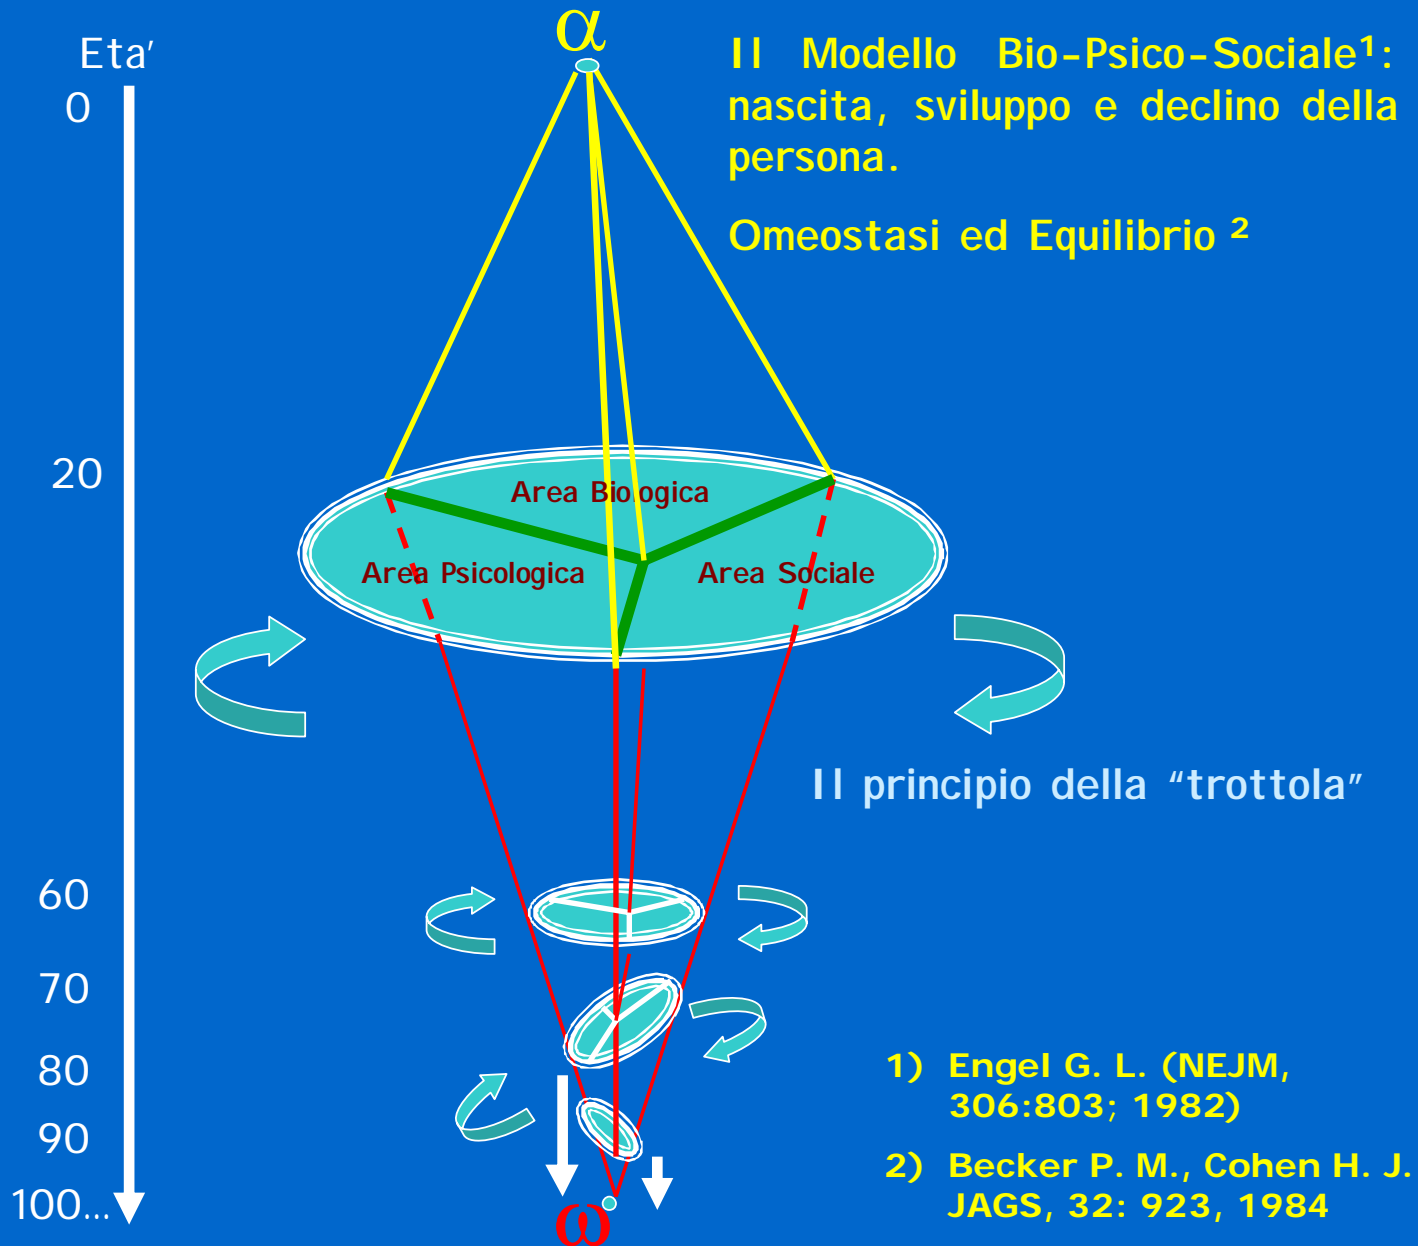 α
Il Modello Bio-Psico-Sociale¹:
nascita, sviluppo e declino della
persona.
Omeostasi ed Equilibrio ²
Eta'
0
20
60
70
80
90
100...
Area Biologica
Area Psicologica
Area Sociale
Il principio della “trottola”
1) Engel G. L. (NEJM,
306:803; 1982)
2) Becker P. M., Cohen H. J.
JAGS, 32: 923, 1984
ω